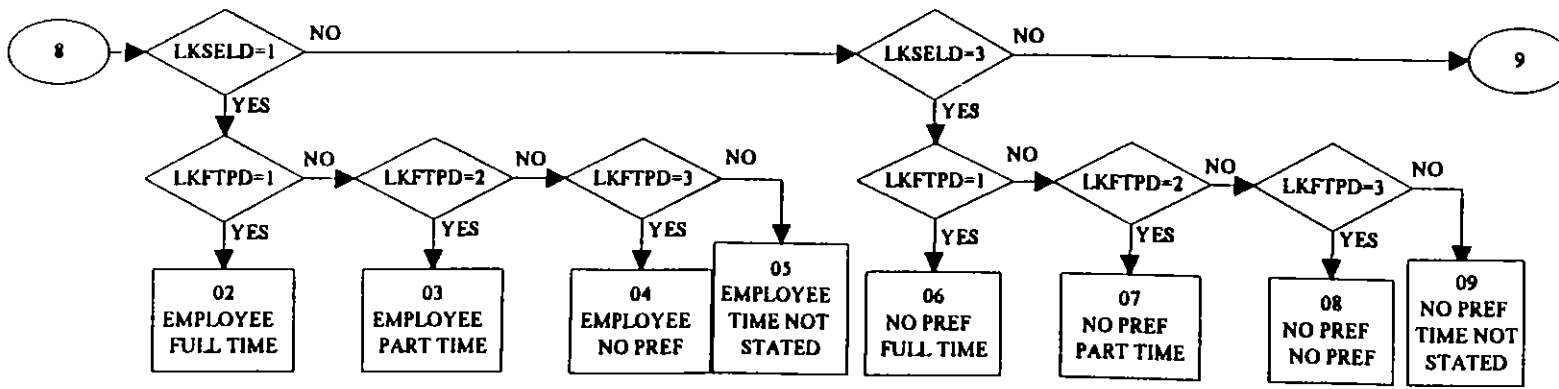 8
LKSELD=1
NO
LKSELD=3
NO
9
YES
YES
LKFTPD=1
NO
LKFTPD=2
NO
LKFTPD=3
NO
LKFTPD=1
NO
LKFTPD=2
NO
LKFTPD=3
NO
YES
YES
YES
YES
YES
YES
02
EMPLOYEE
FULL TIME
03
EMPLOYEE
PART TIME
04
EMPLOYEE
NO PREF
05
EMPLOYEE
TIME NOT
STATED
06
NO PREF
FULL TIME
07
NO PREF
PART TIME
08
NO PREF
NO PREF
09
NO PREF
TIME NOT
STATED